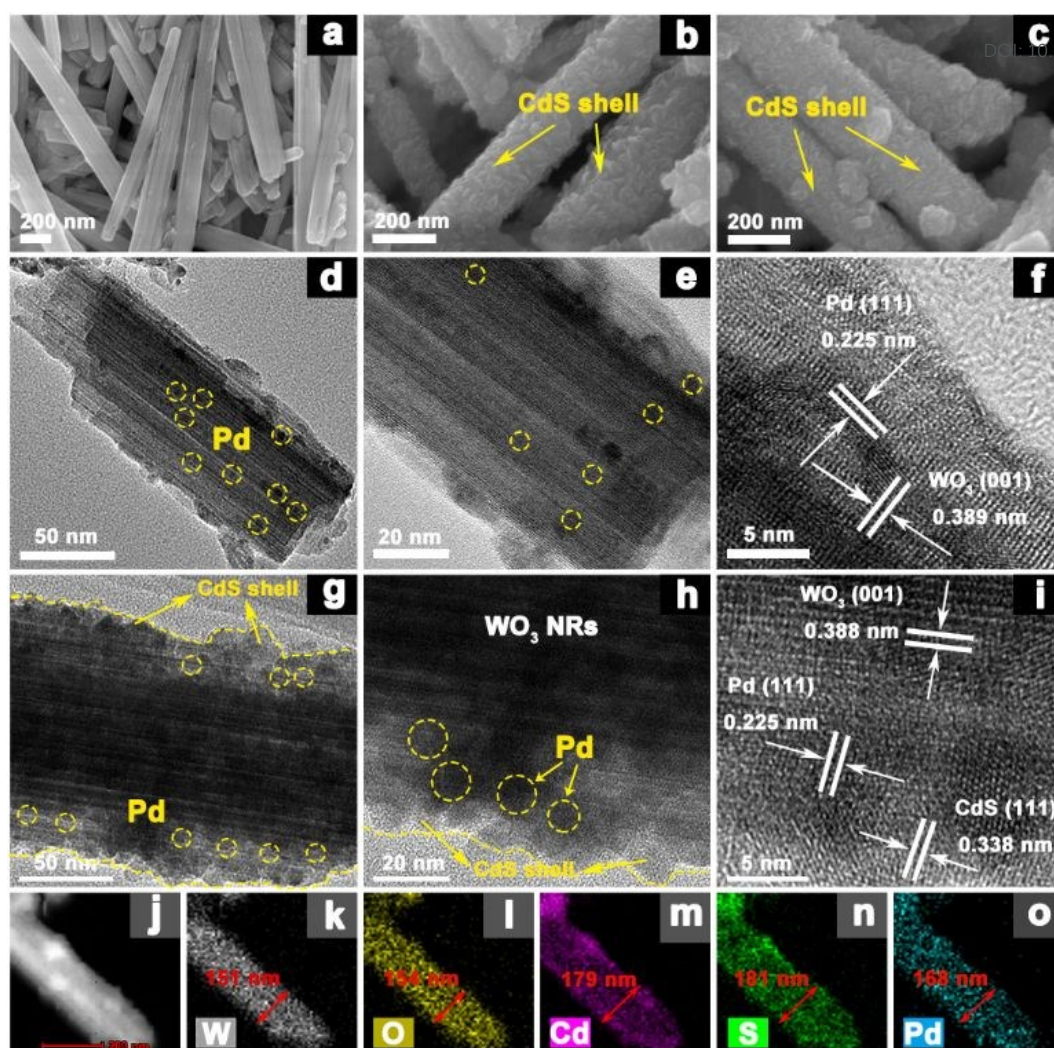 a
b
c
DOI: 10
CdS shell
CdS shell
200 nm
200 nm
200 nm
d
e
f
Pd (111)
0.225 nm
Pd
WO₃ (001)
0.389 nm
50 nm
20 nm
5 nm
g
h
i
CdS shell
WO₃ NRs
WO₃ (001)
0.388 nm
Pd (111)
0.225 nm
Pd
Pd
CdS (111)
0.338 nm
50 nm
20 nm
CdS shell
5 nm
j
k
l
m
n
o
151 nm
154 nm
179 nm
181 nm
168 nm
W
O
Cd
S
Pd